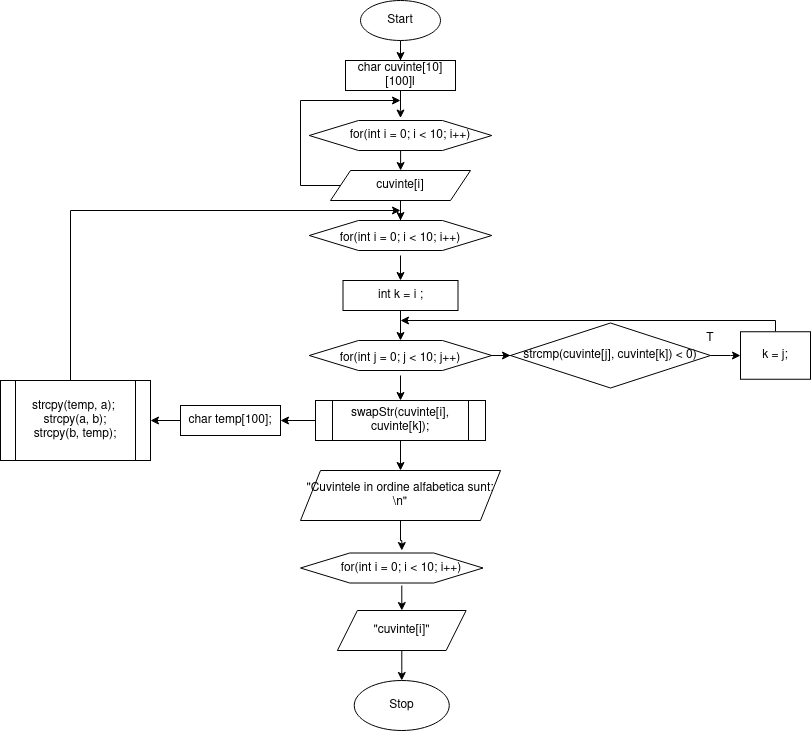 Start
char cuvinte[10]
[100]l
for(int i = 0; i < 10; i++)
cuvinte[i]
for(int i = 0; i < 10; i++)
int k = i ;
for(int j = 0; j < 10; j++)
strcmp(cuvinte[j], cuvinte[k]) < 0)
T
k = j;
swapStr(cuvinte[i],
cuvinte[k]);
char temp[100];
strcpy(temp, a);
strcpy(a, b);
strcpy(b, temp);
"Cuvintele in ordine alfabetica sunt:
\n"
for(int i = 0; i < 10; i++)
"cuvinte[i]"
Stop